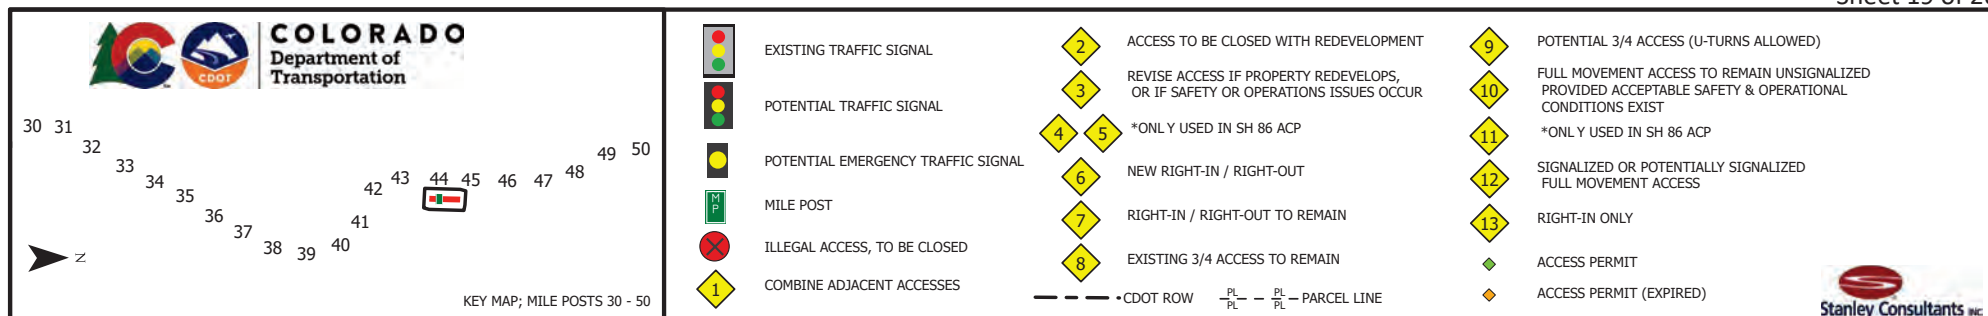 COLORADO
Department of
Transportation
CDOT
30 31 32 33 34 35 36 37 38 39 40 41 42 43 44 45 46 47 48 49 50
N
KEY MAP; MILE POSTS 30 - 50
EXISTING TRAFFIC SIGNAL
POTENTIAL TRAFFIC SIGNAL
POTENTIAL EMERGENCY TRAFFIC SIGNAL
MP MILE POST
ILLEGAL ACCESS, TO BE CLOSED
1 COMBINE ADJACENT ACCESSES
2 ACCESS TO BE CLOSED WITH REDEVELOPMENT
3 REVISE ACCESS IF PROPERTY REDEVELOPS,
OR IF SAFETY OR OPERATIONS ISSUES OCCUR
4 5 *ONLY USED IN SH 86 ACP
6 NEW RIGHT-IN / RIGHT-OUT
7 RIGHT-IN / RIGHT-OUT TO REMAIN
8 EXISTING 3/4 ACCESS TO REMAIN
CDOT ROW PL PL PL PL PARCEL LINE
9 POTENTIAL 3/4 ACCESS (U-TURNS ALLOWED)
10 FULL MOVEMENT ACCESS TO REMAIN UNSIGNALIZED
PROVIDED ACCEPTABLE SAFETY & OPERATIONAL
CONDITIONS EXIST
11 *ONLY USED IN SH 86 ACP
12 SIGNALIZED OR POTENTIALLY SIGNALIZED
FULL MOVEMENT ACCESS
13 RIGHT-IN ONLY
ACCESS PERMIT
ACCESS PERMIT (EXPIRED)
Stanley Consultants INC